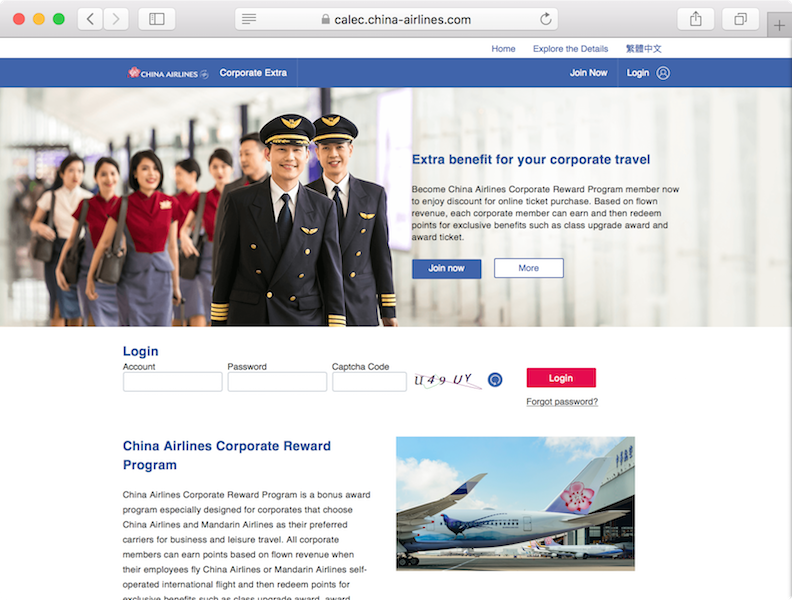 calec.china-airlines.com
Home Explore the Details 繁體中文
CHINA AIRLINES Corporate Extra Join Now Login
Extra benefit for your corporate travel
Become China Airlines Corporate Reward Program member now
to enjoy discount for online ticket purchase. Based on flown
revenue, each corporate member can earn and then redeem
points for exclusive benefits such as class upgrade award and
award ticket.
Join now More
Login
Account Password Captcha Code
u 4 9 U Y
Login
Forgot password?
China Airlines Corporate Reward
Program
China Airlines Corporate Reward Program is a bonus award
program especially designed for corporates that choose
China Airlines and Mandarin Airlines as their preferred
carriers for business and leisure travel. All corporate
members can earn points based on flown revenue when
their employees fly China Airlines or Mandarin Airlines self-
operated international flight and then redeem points for
exclusive benefits such as class upgrade award, award